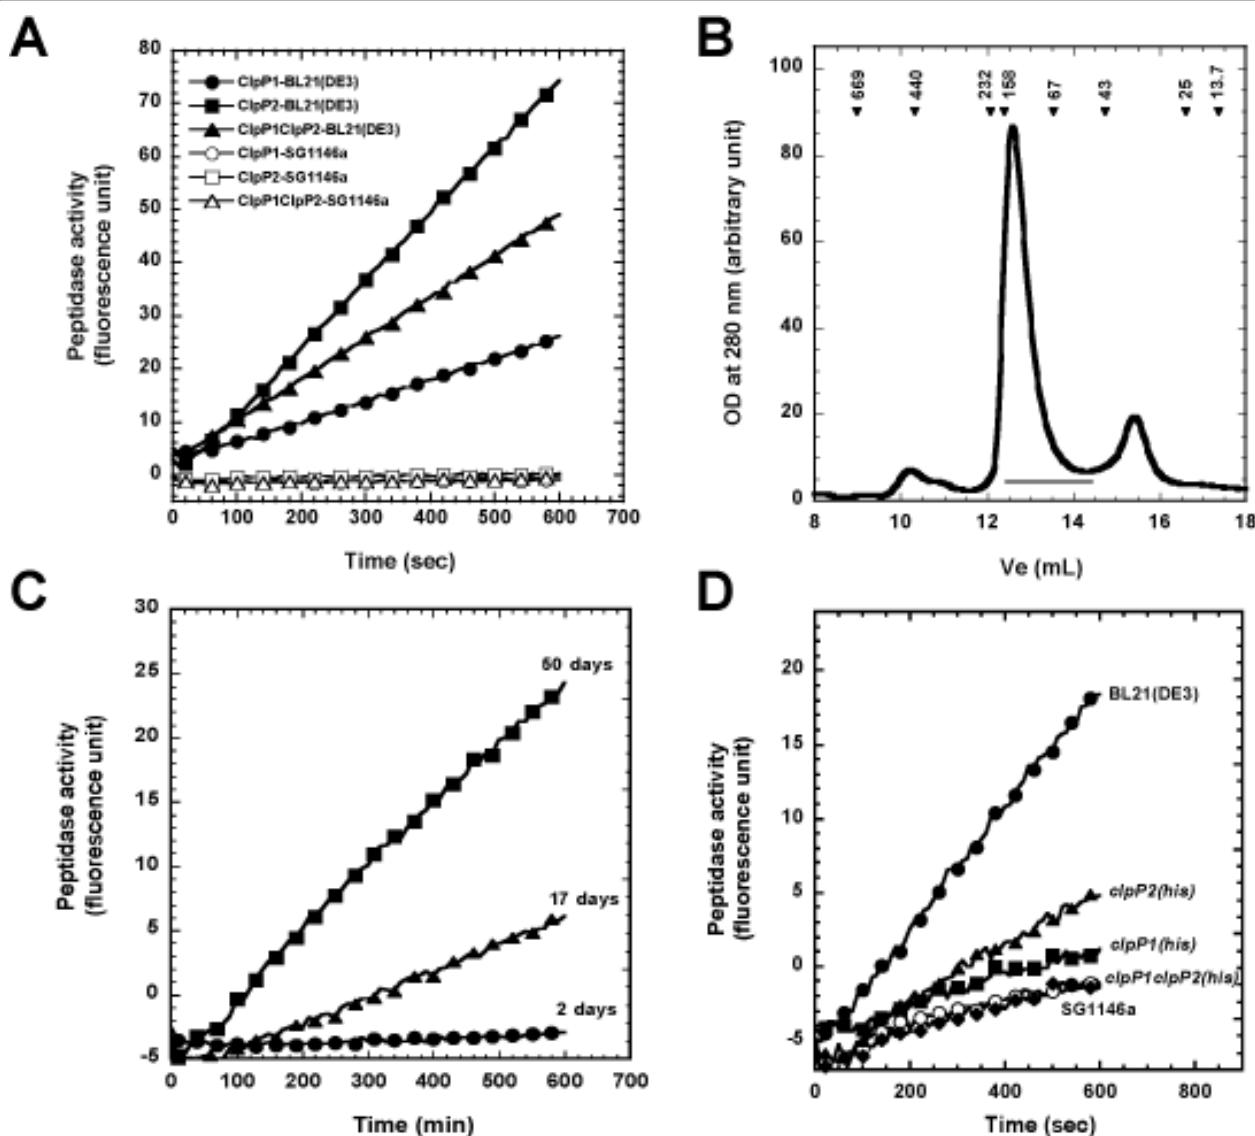 A
Peptidase activity
(fluorescence unit)
80
70
60
50
40
30
20
10
0
ClpP1-BL21(DE3)
ClpP2-BL21(DE3)
ClpP1ClpP2-BL21(DE3)
ClpP1-SG1146a
ClpP2-SG1146a
ClpP1ClpP2-SG1146a
0 100 200 300 400 500 600 700
Time (sec)
B
OD at 280 nm (arbitrary unit)
100
80
60
40
20
0
669 440 232 158 67 43 25 13.7
8 10 12 14 16 18
Ve (mL)
C
Peptidase activity
(fluorescence unit)
30
25
20
15
10
5
0
-5
50 days
17 days
2 days
0 100 200 300 400 500 600 700
Time (min)
D
Peptidase activity
(fluorescence unit)
20
15
10
5
0
-5
BL21(DE3)
clpP2(his)
clpP1(his)
clpP1clpP2(his)
SG1146a
0 200 400 600 800
Time (sec)